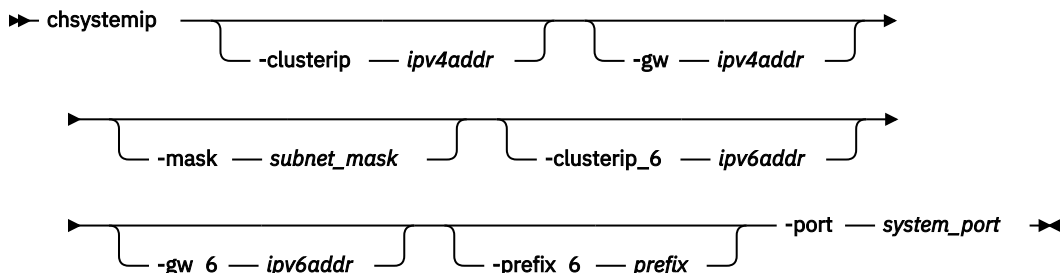 chsystemip
-clusterip ipv4addr -gw ipv4addr
-mask subnet_mask -clusterip_6 ipv6addr
-port system_port
-gw_6 ipv6addr -prefix_6 prefix